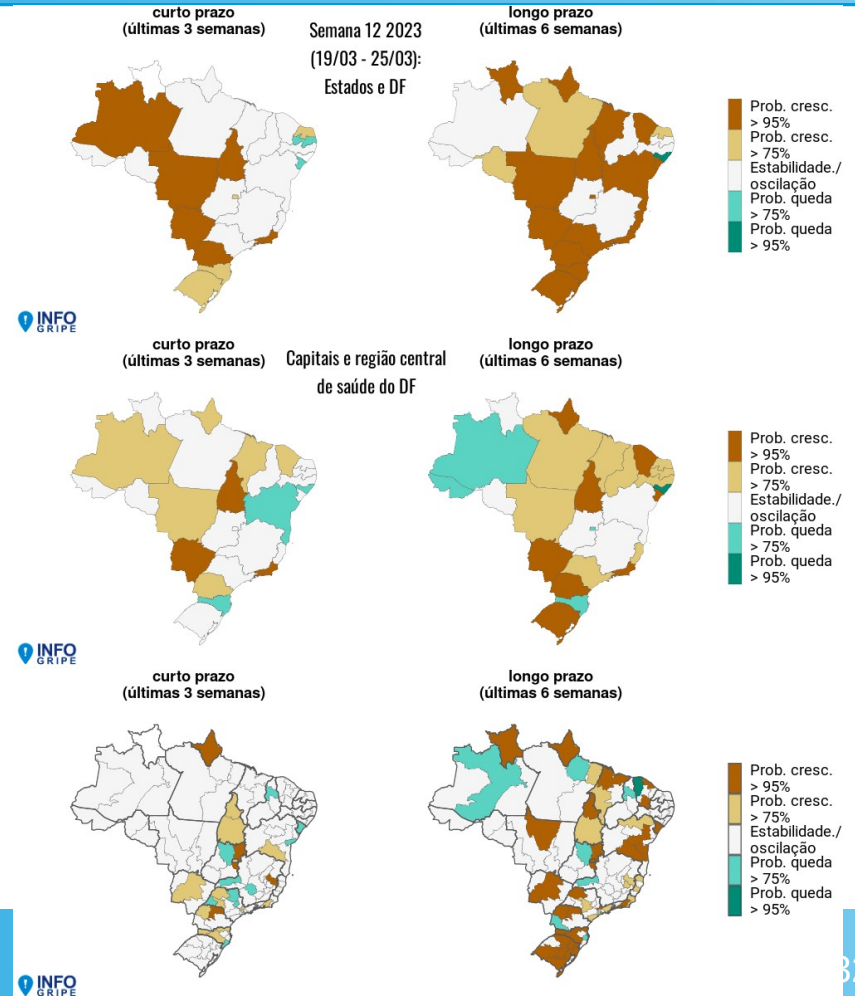 curto prazo
(últimas 3 semanas)
Semana 12 2023
(19/03 - 25/03):
Estados e DF
longo prazo
(últimas 6 semanas)
Prob. cresc.
> 95%
Prob. cresc.
> 75%
Estabilidade./
oscilação
Prob. queda
> 75%
Prob. queda
> 95%
INFO
GRIPE
curto prazo
(últimas 3 semanas)
Capitais e região central
de saúde do DF
longo prazo
(últimas 6 semanas)
Prob. cresc.
> 95%
Prob. cresc.
> 75%
Estabilidade./
oscilação
Prob. queda
> 75%
Prob. queda
> 95%
INFO
GRIPE
curto prazo
(últimas 3 semanas)
longo prazo
(últimas 6 semanas)
Prob. cresc.
> 95%
Prob. cresc.
> 75%
Estabilidade./
oscilação
Prob. queda
> 75%
Prob. queda
> 95%
INFO
GRIPE